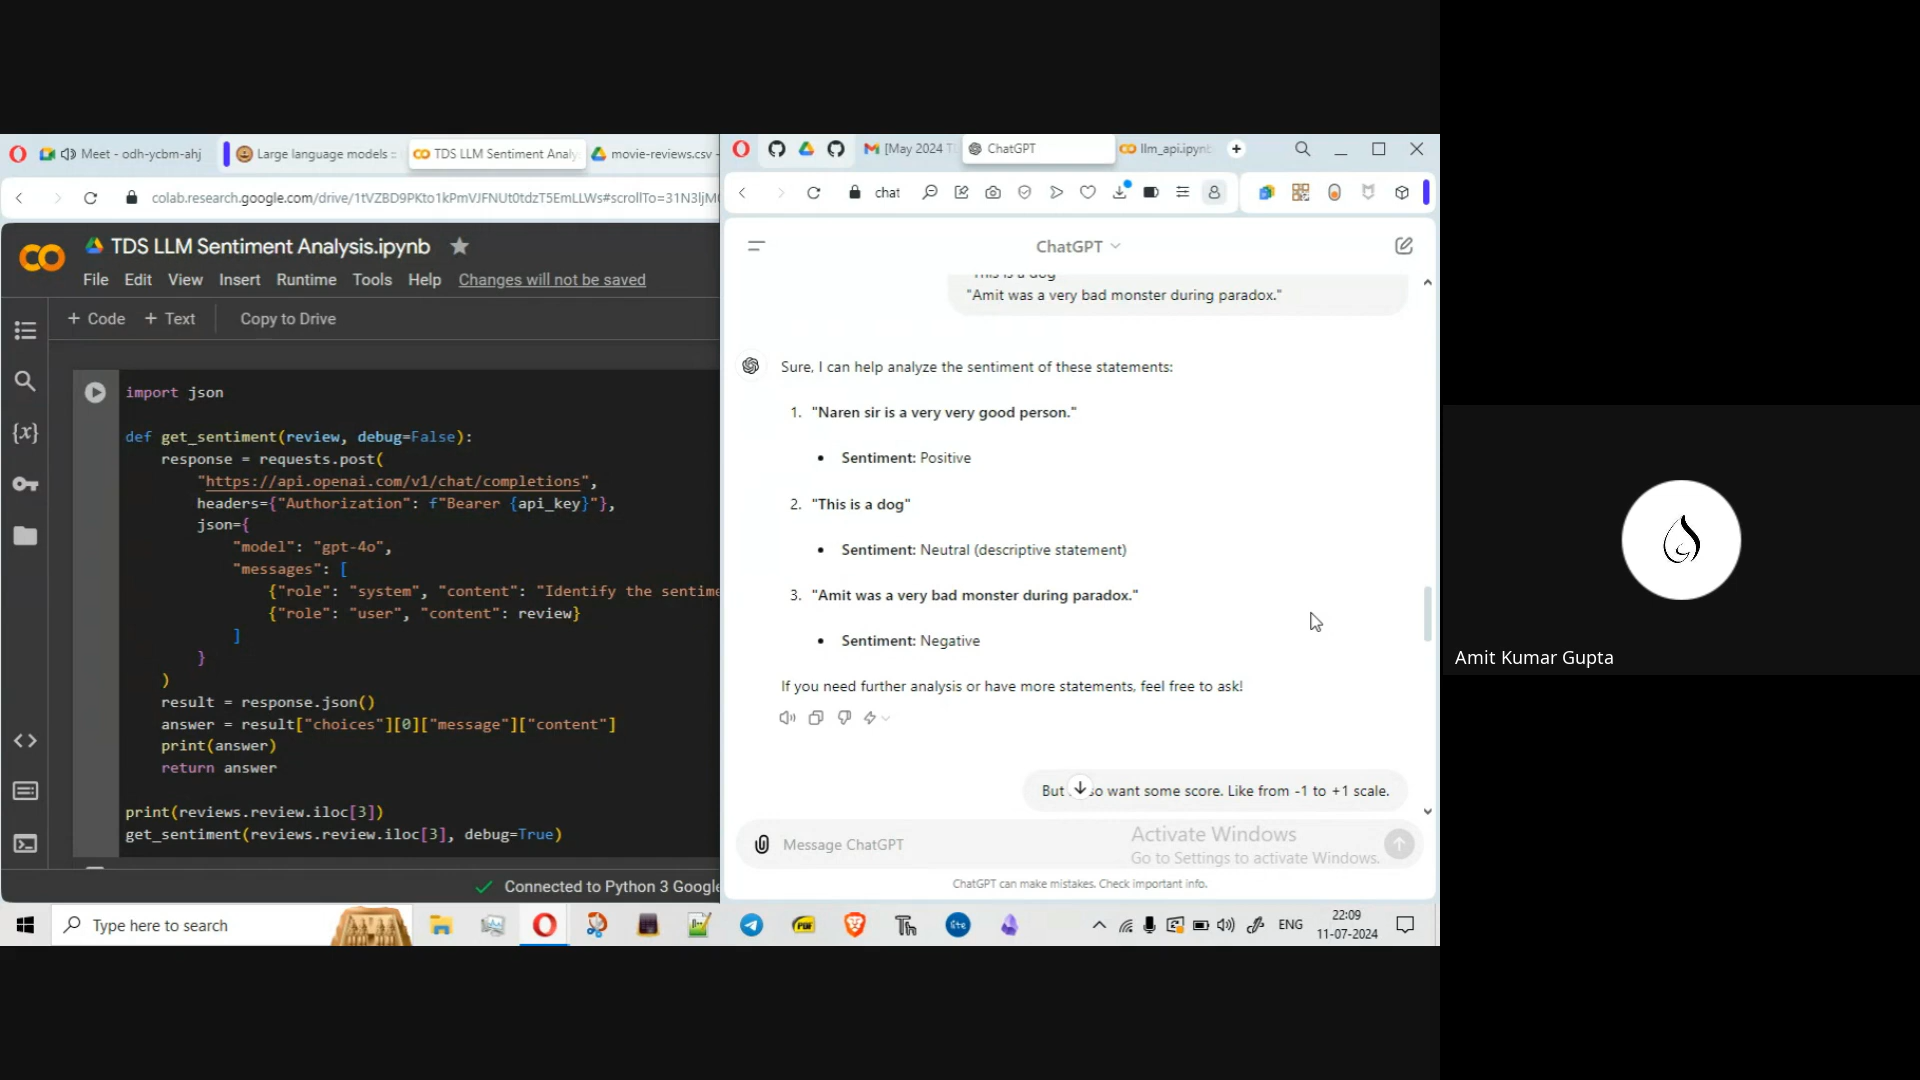 Meet - odh-ycbm-ahj
Large language models ::
TDS LLM Sentiment Analy
movie-reviews.csv -
colab.research.google.com/drive/1tVZBD9PKto1kPmVJFNUt0tdzT5EmLLWs#scrollTo=31N3ljM
TDS LLM Sentiment Analysis.ipynb
File Edit View Insert Runtime Tools Help Changes will not be saved
+ Code + Text Copy to Drive
import json
def get_sentiment(review, debug=False):
response = requests.post(
"https://api.openai.com/v1/chat/completions",
headers={"Authorization": f"Bearer {api_key}"},
json={
"model": "gpt-4o",
"messages": [
{"role": "system", "content": "Identify the sentime
{"role": "user", "content": review}
]
}
)
result = response.json()
answer = result["choices"][0]["message"]["content"]
print(answer)
return answer
print(reviews.review.iloc[3])
get_sentiment(reviews.review.iloc[3], debug=True)
Connected to Python 3 Google
[May 2024 T
ChatGPT
llm_api.ipynb
chat
ChatGPT
"This is a dog"
"Amit was a very bad monster during paradox."
Sure, I can help analyze the sentiment of these statements:
1. "Naren sir is a very very good person."
• Sentiment: Positive
2. "This is a dog"
• Sentiment: Neutral (descriptive statement)
3. "Amit was a very bad monster during paradox."
• Sentiment: Negative
If you need further analysis or have more statements, feel free to ask!
But so want some score. Like from -1 to +1 scale.
Message ChatGPT
Activate Windows
Go to Settings to activate Windows.
ChatGPT can make mistakes. Check important info.
Type here to search
PDF
Th
lite
ENG
22:09
11-07-2024
Amit Kumar Gupta